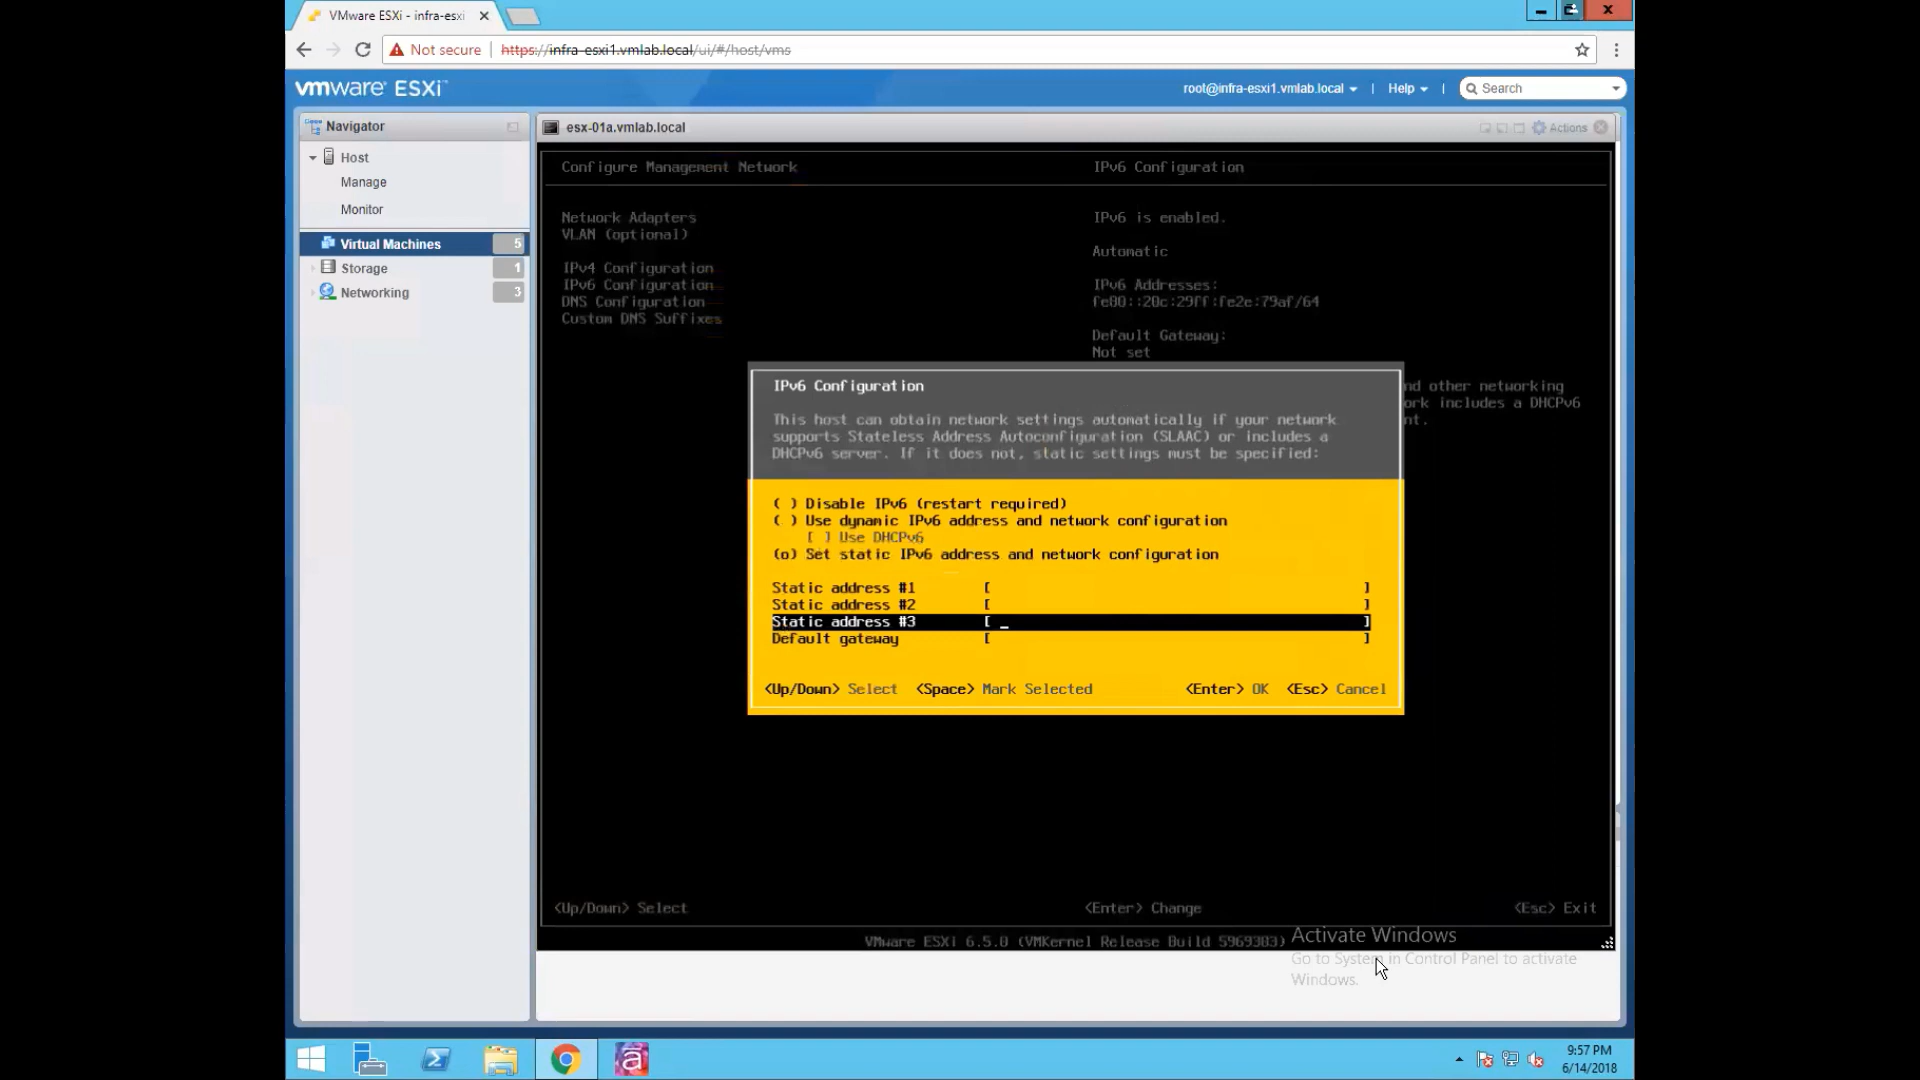 VMware ESXi - infra-esxi
Not secure | https://infra-esxi1.vmlab.local/ui/#/host/vms
vmware ESXi™
root@infra-esxi1.vmlab.local | Help | Search
Navigator
Host
Manage
Monitor
Virtual Machines 5
Storage 1
Networking 3
esx-01a.vmlab.local
Actions
Configure Management Network
IPv6 Configuration
Network Adapters
VLAN (optional)
IPv4 Configuration
IPv6 Configuration
DNS Configuration
Custom DNS Suffixes
IPv6 is enabled.
Automatic
IPv6 Addresses:
fe80::20c:29ff:fe2e:79af/64
Default Gateway:
Not set
nd other networking
ork includes a DHCPv6
nt.
IPv6 Configuration
This host can obtain network settings automatically if your network
supports Stateless Address Autoconfiguration (SLAAC) or includes a
DHCPv6 server. If it does not, static settings must be specified:
( ) Disable IPv6 (restart required)
( ) Use dynamic IPv6 address and network configuration
[ ] Use DHCPv6
(o) Set static IPv6 address and network configuration
Static address #1 [ ]
Static address #2 [ ]
Static address #3 [ _ ]
Default gateway [ ]
<Up/Down> Select <Space> Mark Selected <Enter> OK <Esc> Cancel
<Up/Down> Select <Enter> Change <Esc> Exit
VMware ESXi 6.5.0 (VMKernel Release Build 5969303)
Activate Windows
Go to System in Control Panel to activate
Windows.
9:57 PM
6/14/2018